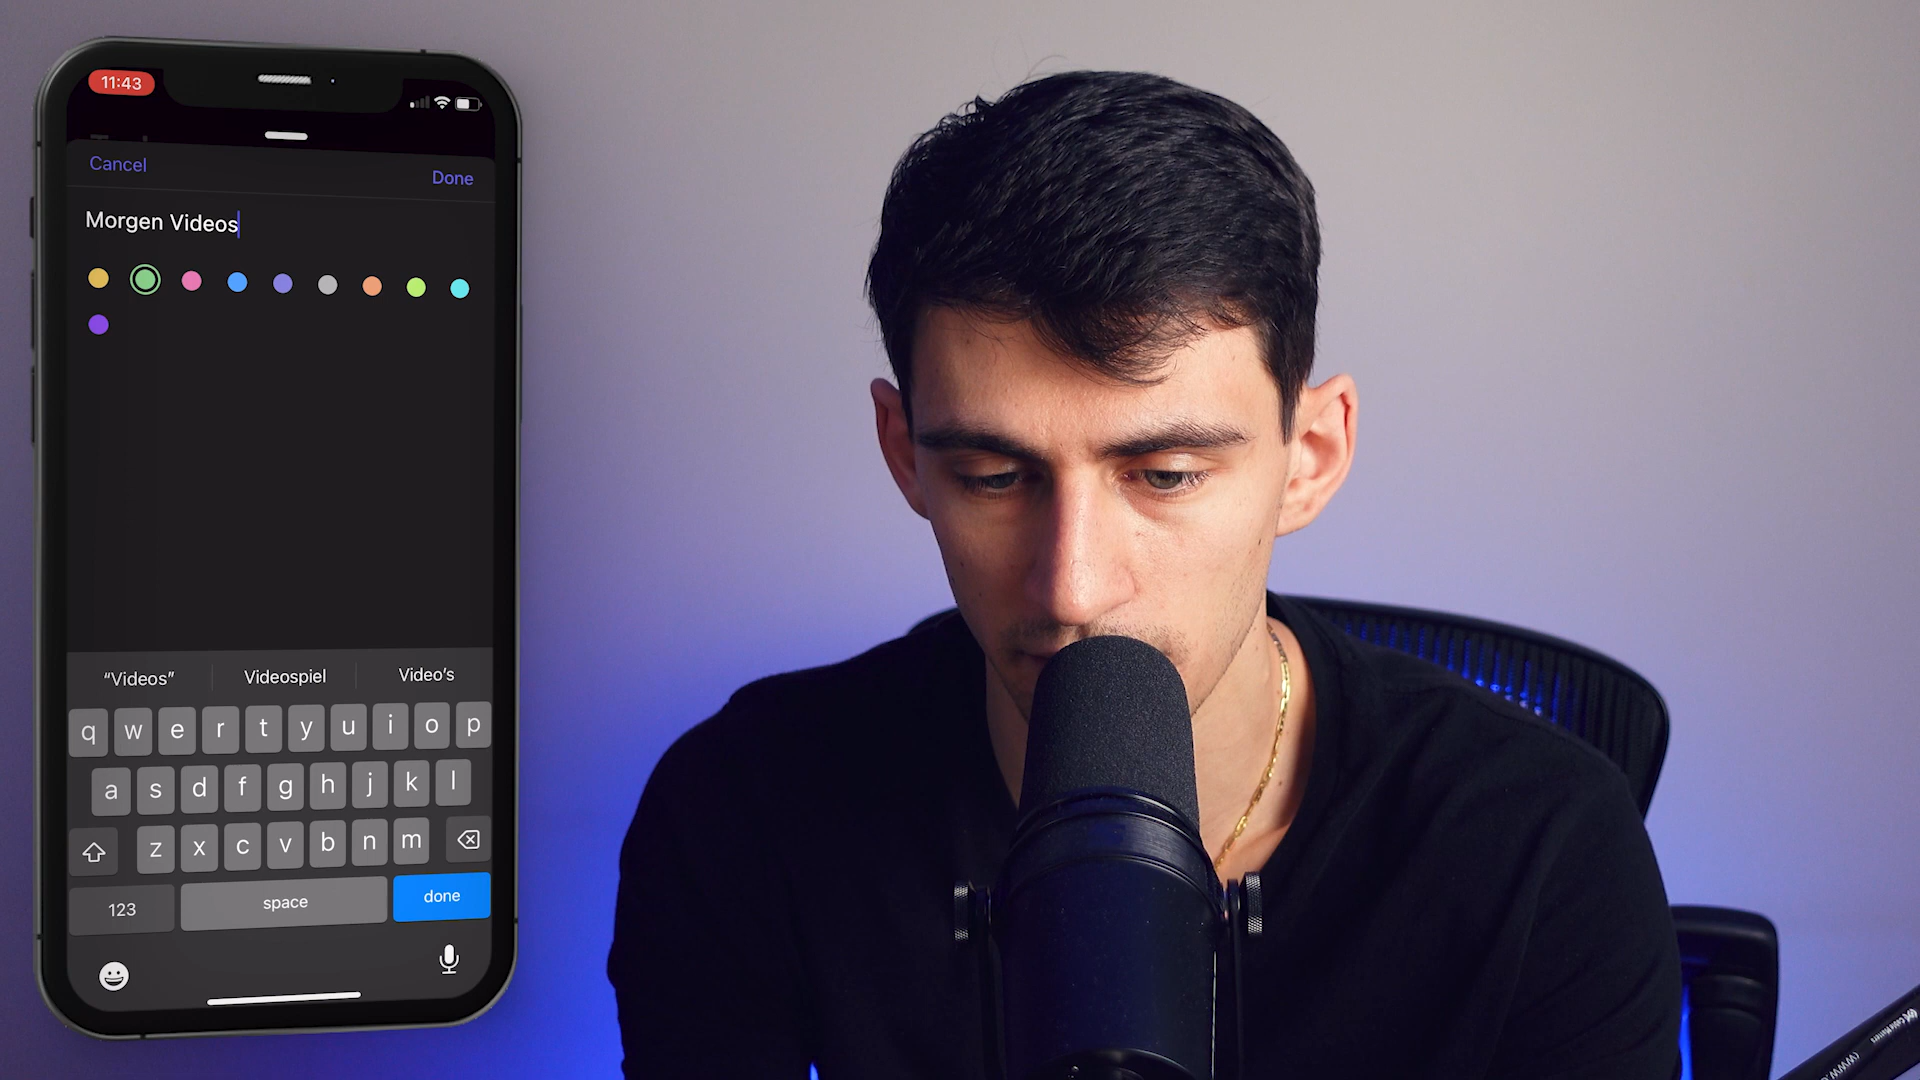 11:43
Cancel
Done
Morgen Videos
“Videos”
Videospiel
Video’s
q w e r t y u i o p
a s d f g h j k l
z x c v b n m
123
space
done